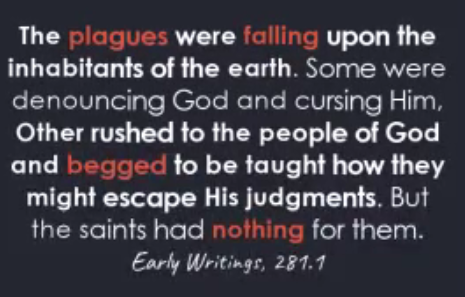 The plagues were falling upon the
inhabitants of the earth. Some were
denouncing God and cursing Him,
Other rushed to the people of God
and begged to be taught how they
might escape His judgments. But
the saints had nothing for them.
Early Writings, 281.1